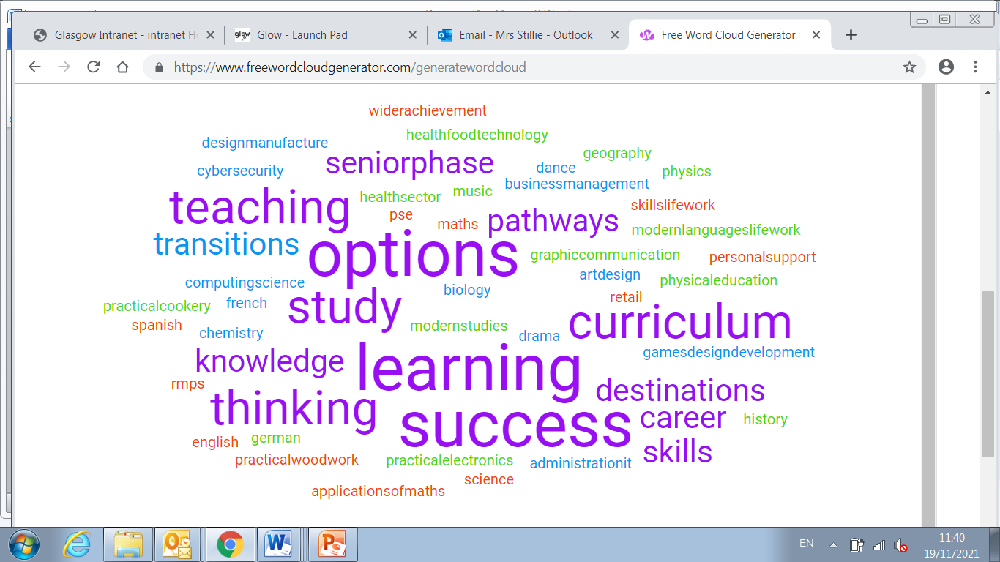 Glasgow Intranet - intranet H
Glow - Launch Pad
Email - Mrs Stillie - Outlook
Free Word Cloud Generator
https://www.freewordcloudgenerator.com/generatewordcloud
widerachievement
healthfoodtechnology
designmanufacture
geography
seniorphase
dance
cybersecurity
physics
businessmanagement
music
healthsector
teaching
skillslifework
pse
maths
pathways
modernlanguageslifework
transitions
options
graphiccommunication
personalsupport
artdesign
physicaleducation
computingscience
biology
retail
french
practicalcookery
study
curriculum
spanish
modernstudies
chemistry
drama
gamesdesigndevelopment
knowledge
learning
rmps
destinations
thinking
success
career
history
german
english
skills
practicalwoodwork
practicalelectronics
administrationit
science
applicationsofmaths
EN
11:40
19/11/2021